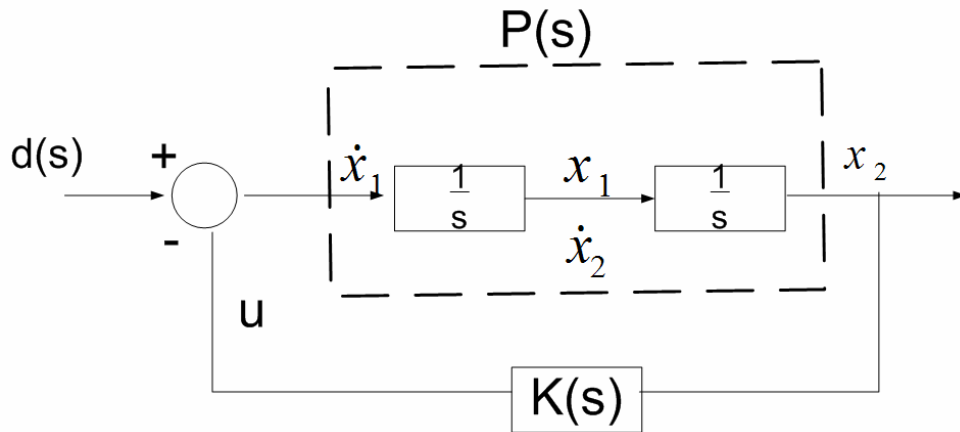 P(s)
d(s)
+
-
ẋ₁
1
s
x₁
ẋ₂
1
s
x₂
u
K(s)